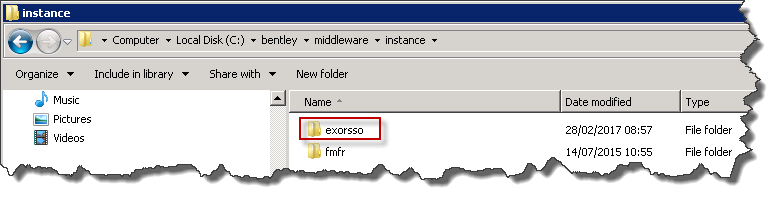 instance
Computer Local Disk (C:) bentley middleware instance
Organize Include in library Share with New folder
Music
Pictures
Videos
Name Date modified Type
exorsso 28/02/2017 08:57 File folder
fmfr 14/07/2015 10:55 File folder